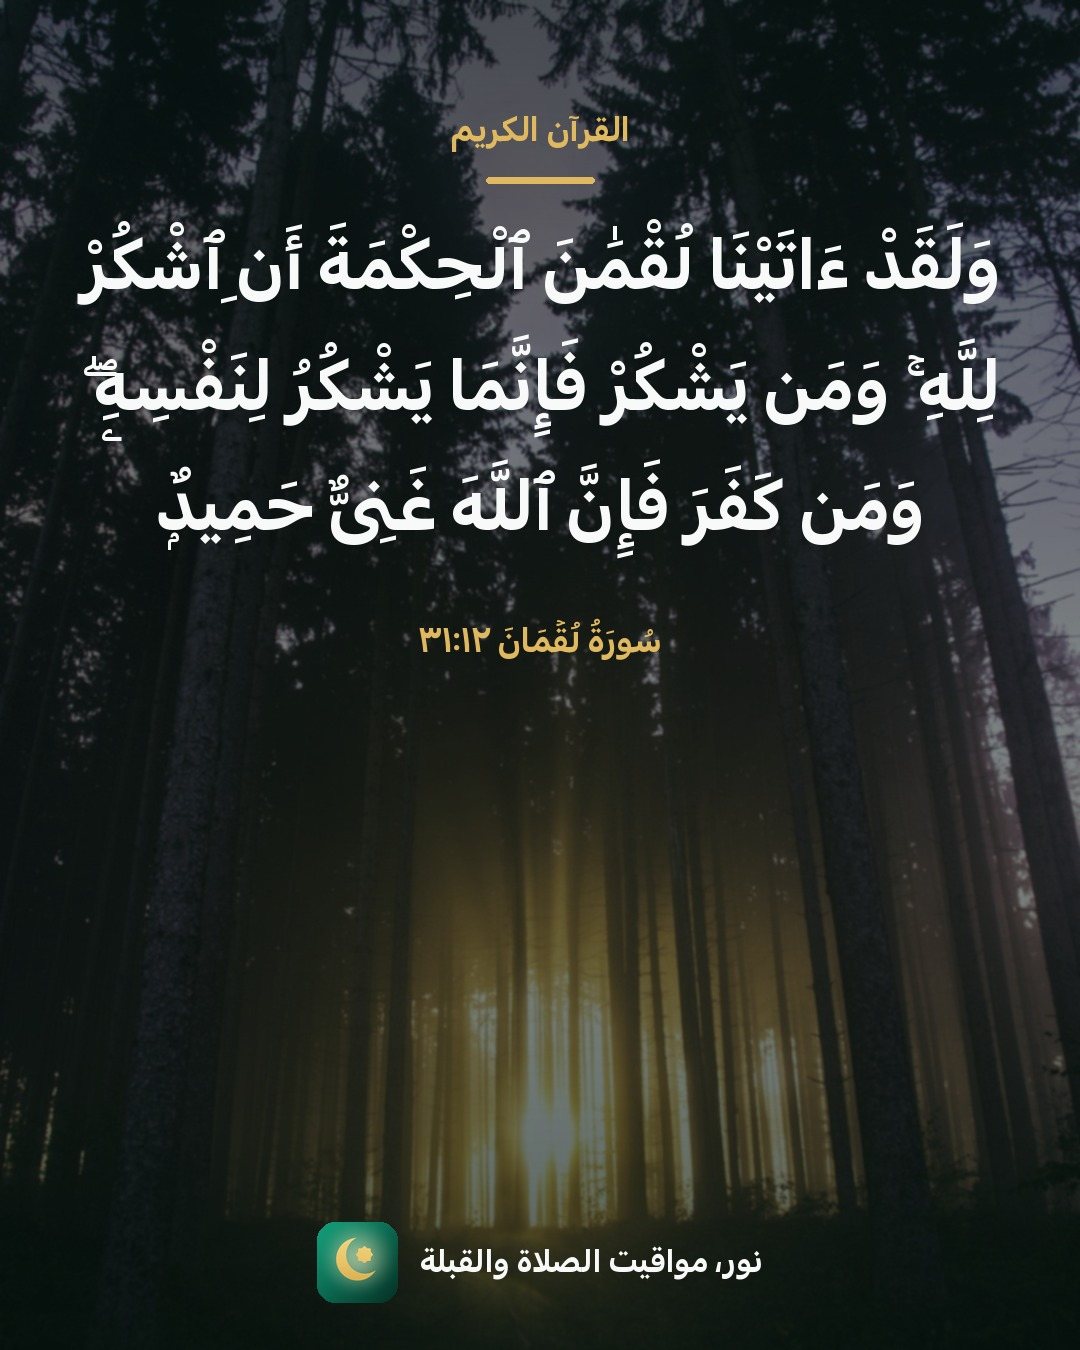 القرآن الكريم
وَلَقَدْ ءَاتَيْنَا لُقْمَٰنَ ٱلْحِكْمَةَ أَنِ ٱشْكُرْ
لِلَّهِ ۚ وَمَن يَشْكُرْ فَإِنَّمَا يَشْكُرُ لِنَفْسِهِۦ ۖ
وَمَن كَفَرَ فَإِنَّ ٱللَّهَ غَنِىٌّ حَمِيدٌۭ
سُورَةُ لُقۡمَانَ ٣١:١٢
نور، مواقيت الصلاة والقبلة